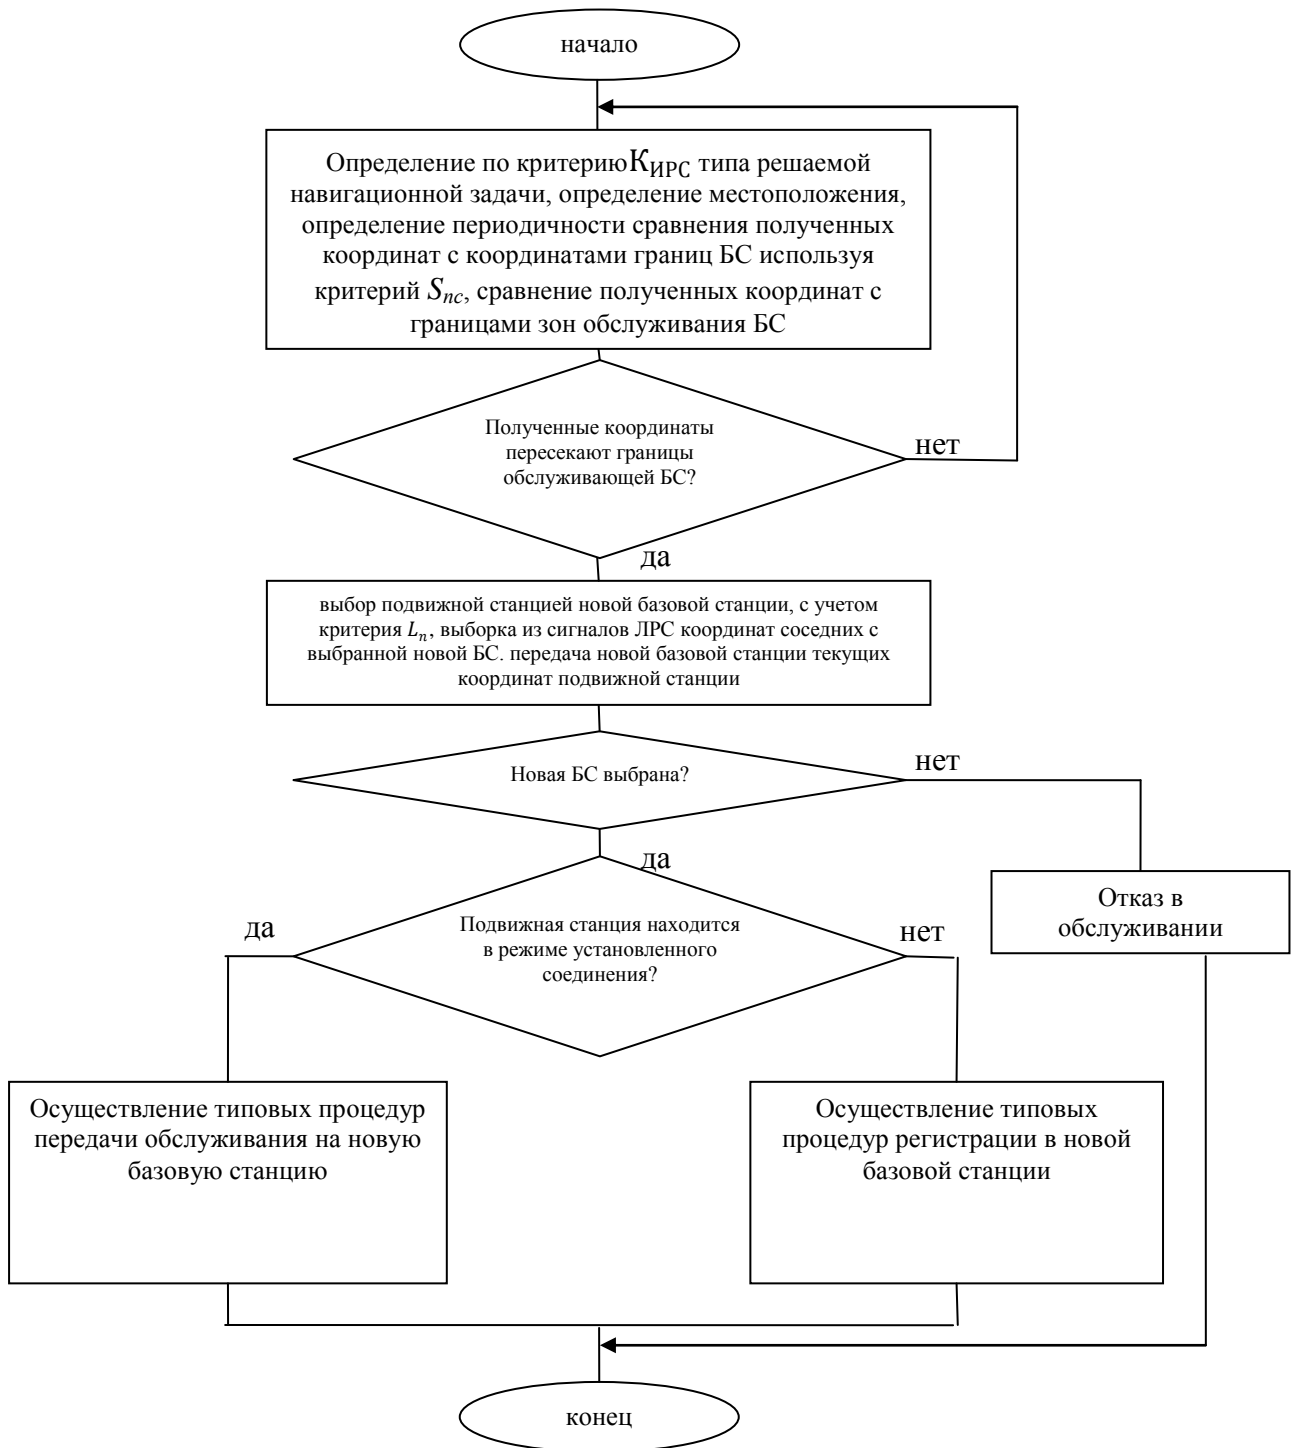 начало
Определение по критериюКИРС типа решаемой
навигационной задачи, определение местоположения,
определение периодичности сравнения полученных
координат с координатами границ БС используя
критерий Sпс, сравнение полученных координат с
границами зон обслуживания БС
Полученные координаты
пересекают границы
обслуживающей БС?
нет
да
выбор подвижной станцией новой базовой станции, с учетом
критерия Ln, выборка из сигналов ЛРС координат соседних с
выбранной новой БС. передача новой базовой станции текущих
координат подвижной станции
Новая БС выбрана?
нет
да
Отказ в
обслуживании
Подвижная станция находится
в режиме установленного
соединения?
да
нет
Осуществление типовых процедур
передачи обслуживания на новую
базовую станцию
Осуществление типовых
процедур регистрации в новой
базовой станции
конец